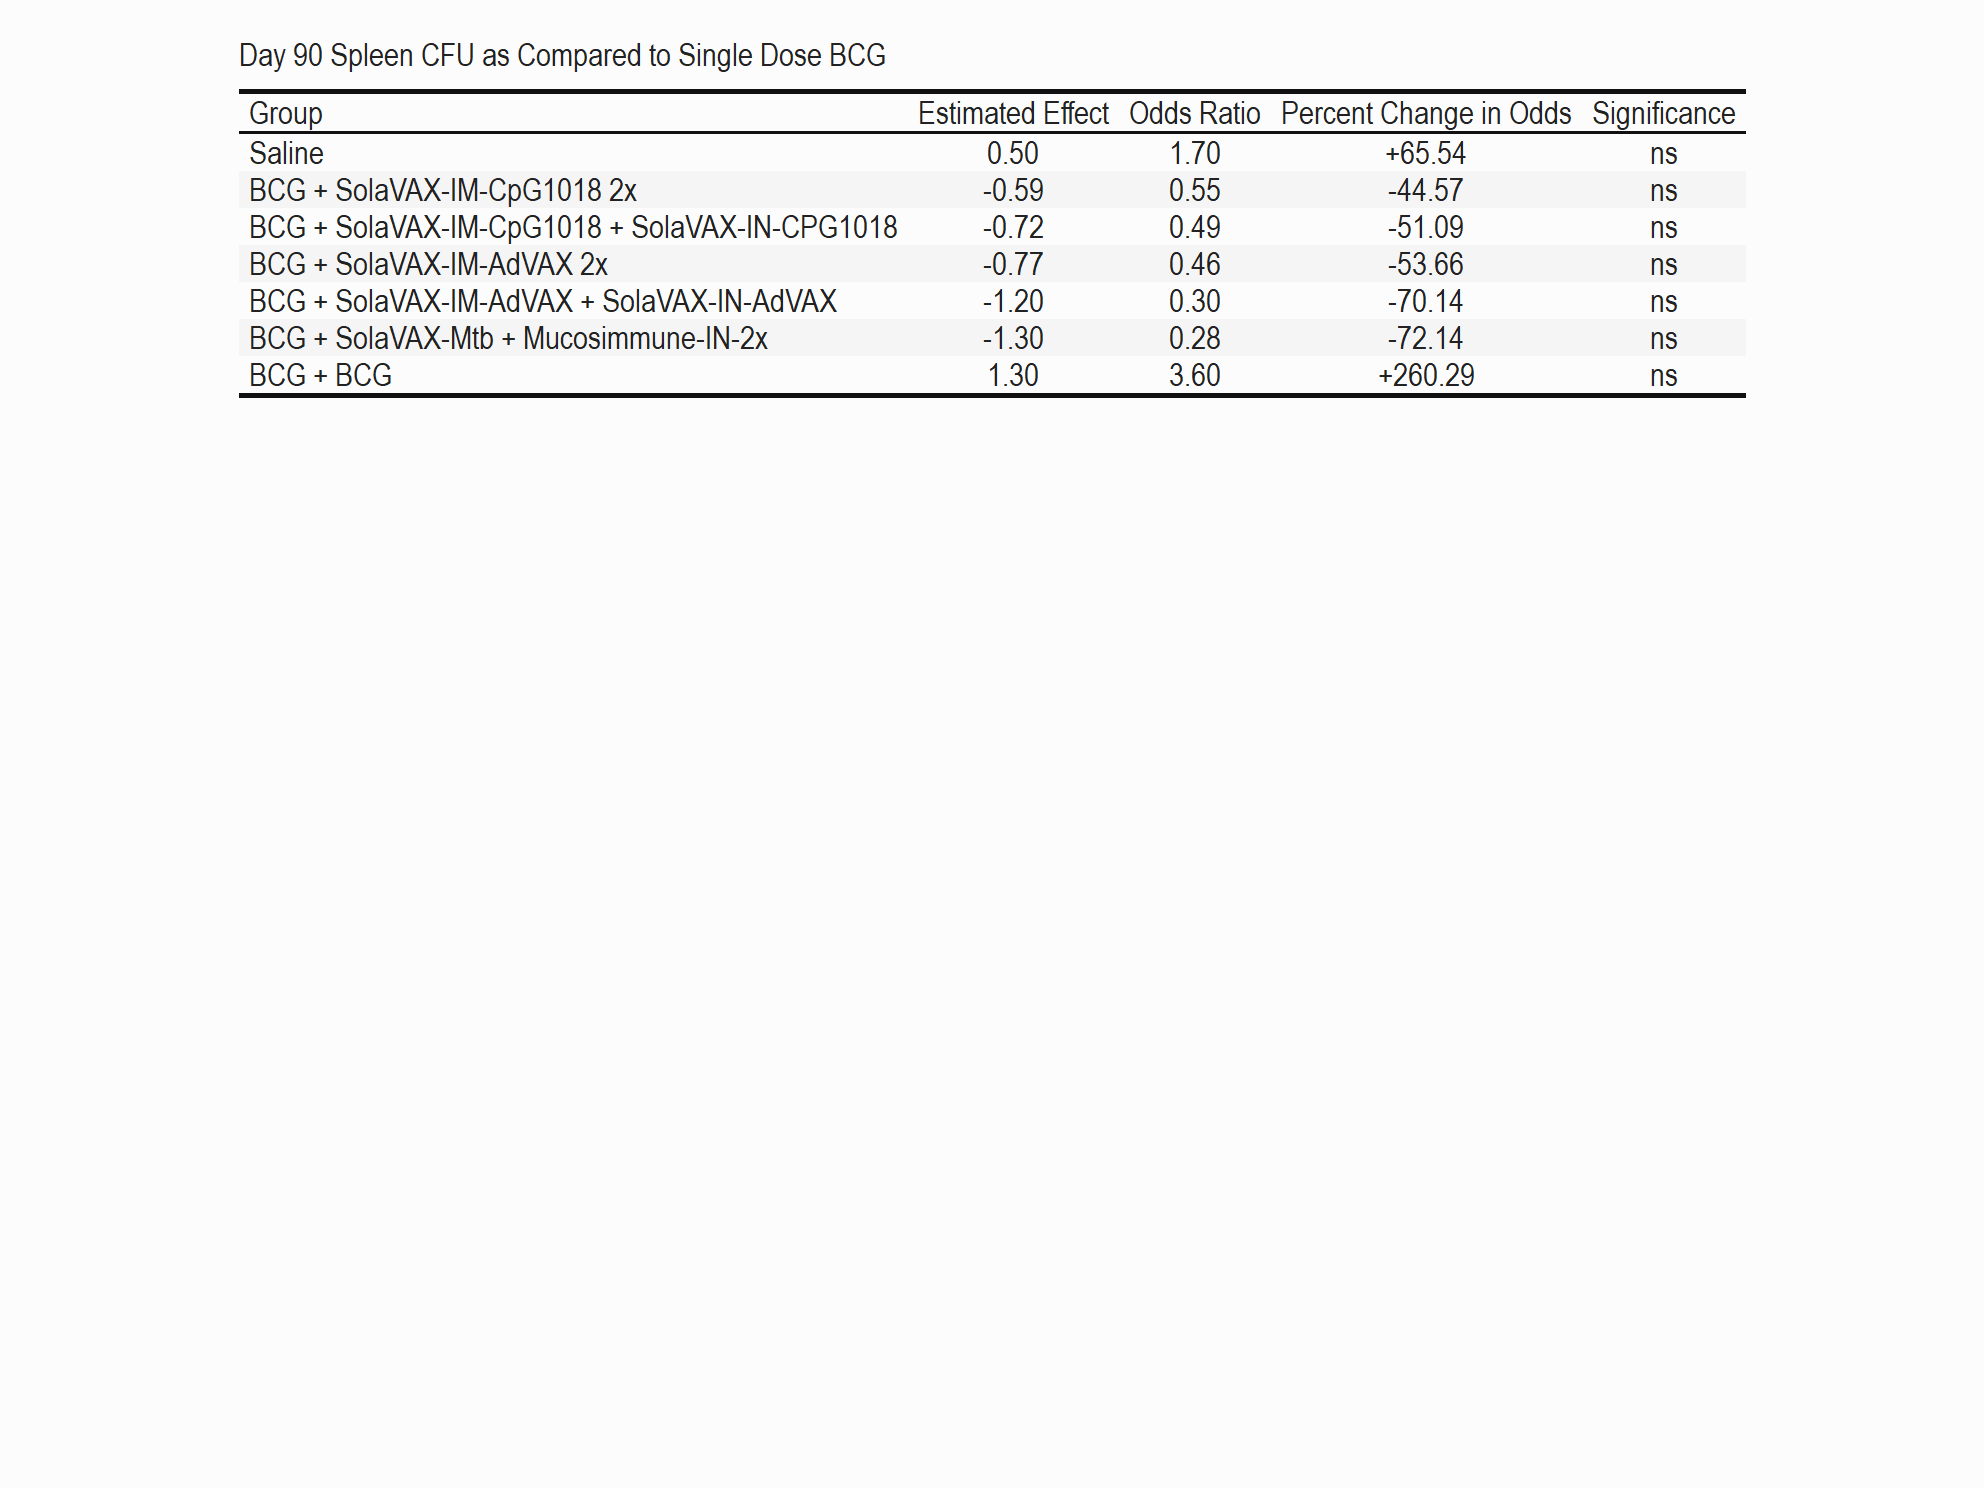 Day 90 Spleen CFU as Compared to Single Dose BCG
Group Estimated Effect Odds Ratio Percent Change in Odds Significance
Saline 0.50 1.70 +65.54 ns
BCG + SolaVAX-IM-CpG1018 2x -0.59 0.55 -44.57 ns
BCG + SolaVAX-IM-CpG1018 + SolaVAX-IN-CPG1018 -0.72 0.49 -51.09 ns
BCG + SolaVAX-IM-AdVAX 2x -0.77 0.46 -53.66 ns
BCG + SolaVAX-IM-AdVAX + SolaVAX-IN-AdVAX -1.20 0.30 -70.14 ns
BCG + SolaVAX-Mtb + Mucosimmune-IN-2x -1.30 0.28 -72.14 ns
BCG + BCG 1.30 3.60 +260.29 ns